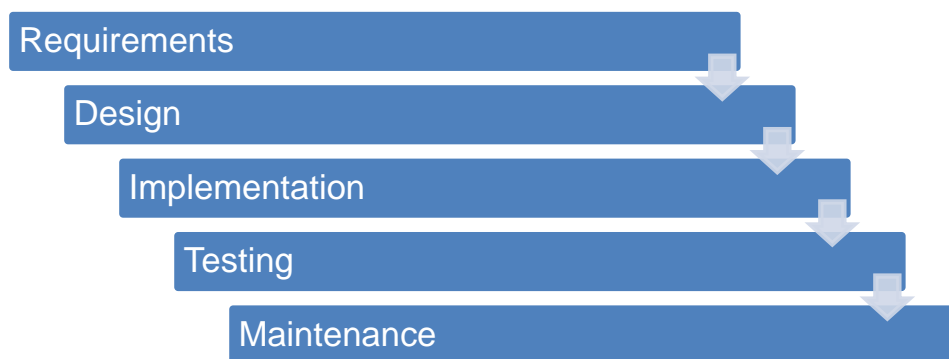 Requirements
Design
Implementation
Testing
Maintenance